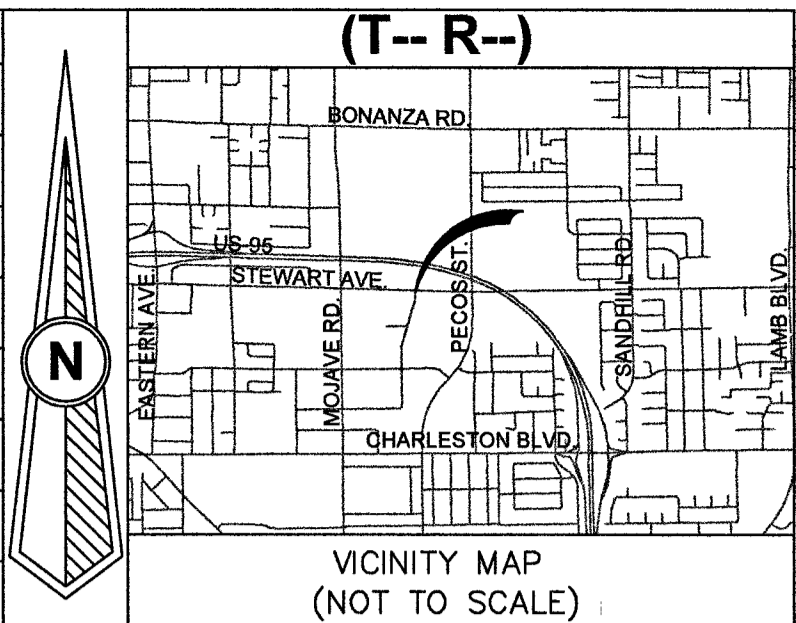 (T-- R--)
BONANZA RD.
US-95
STEWART AVE.
EASTERN AVE.
MOJAVE RD.
PECOS ST.
SANDHILL RD.
LAMB BLVD.
N
CHARLESTON BLVD.
VICINITY MAP
(NOT TO SCALE)